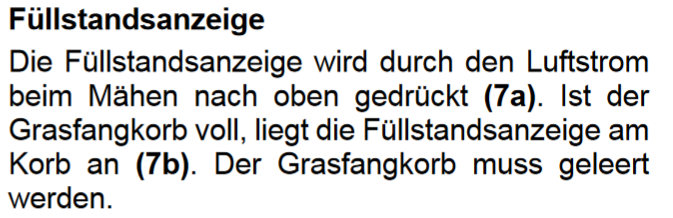 Füllstandsanzeige
Die Füllstandsanzeige wird durch den Luftstrom
beim Mähen nach oben gedrückt (7a). Ist der
Grasfangkorb voll, liegt die Füllstandsanzeige am
Korb an (7b). Der Grasfangkorb muss geleert
werden.